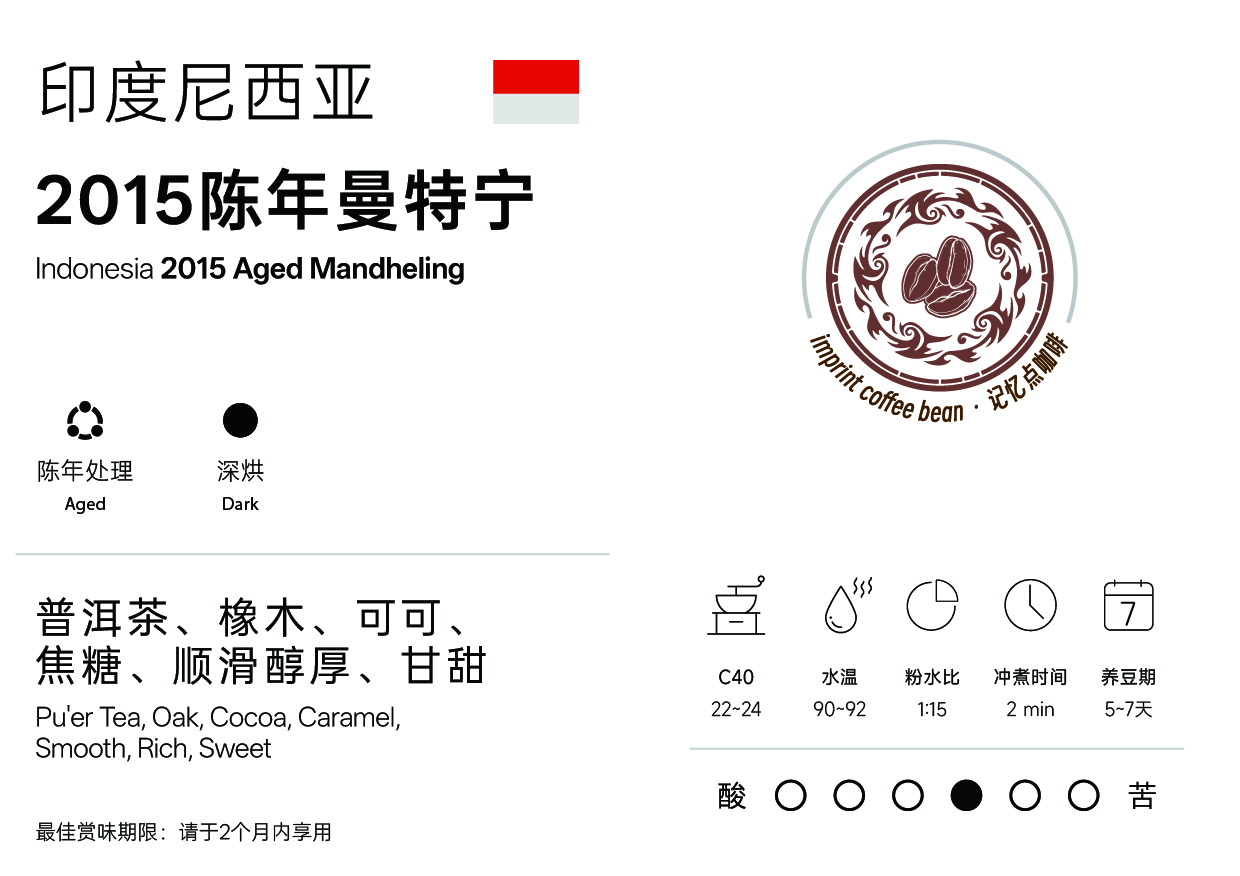 印度尼西亚
2015陈年曼特宁
Indonesia 2015 Aged Mandheling
陈年处理
Aged
深烘
Dark
普洱茶、橡木、可可、
焦糖、顺滑醇厚、甘甜
Pu'er Tea, Oak, Cocoa, Caramel,
Smooth, Rich, Sweet
最佳赏味期限：请于2个月内享用
imprint coffee bean · 记忆点咖啡
7
C40
22~24
水温
90~92
粉水比
1:15
冲煮时间
2 min
养豆期
5~7天
酸
苦